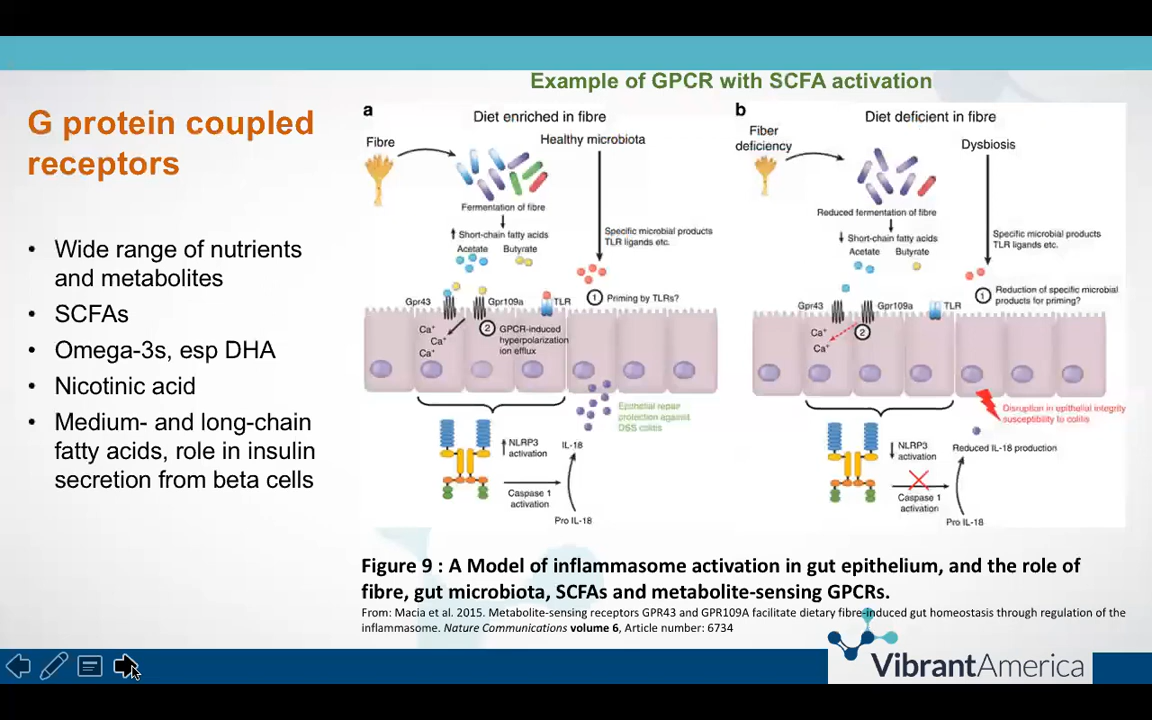 Example of GPCR with SCFA activation
G protein coupled
receptors
• Wide range of nutrients
and metabolites
• SCFAs
• Omega-3s, esp DHA
• Nicotinic acid
• Medium- and long-chain
fatty acids, role in insulin
secretion from beta cells
a
Diet enriched in fibre
Fibre
Healthy microbiota
Fermentation of fibre
Short-chain fatty acids
Acetate Butyrate
Specific microbial products
TLR ligands etc.
Gpr43
Gpr109a
TLR
1 Priming by TLRs?
Ca⁺
Ca⁺
Ca⁺
2 GPCR-induced
hyperpolarization
ion efflux
Epithelial repair
protection against
DSS colitis
NLRP3
activation
IL-18
Caspase 1
activation
Pro IL-18
b
Diet deficient in fibre
Fiber
deficiency
Dysbiosis
Reduced fermentation of fibre
Short-chain fatty acids
Acetate Butyrate
Specific microbial products
TLR ligands etc.
Gpr43
Gpr109a
TLR
1 Reduction of specific microbial
products for priming?
Ca⁺
Ca⁺
2
Disruption in epithelial integrity
susceptibility to colitis
NLRP3
activation
Reduced IL-18 production
Caspase 1
activation
Pro IL-18
Figure 9 : A Model of inflammasome activation in gut epithelium, and the role of
fibre, gut microbiota, SCFAs and metabolite-sensing GPCRs.
From: Macia et al. 2015. Metabolite-sensing receptors GPR43 and GPR109A facilitate dietary fibre-induced gut homeostasis through regulation of the
inflammasome. Nature Communications volume 6, Article number: 6734
VibrantAmerica